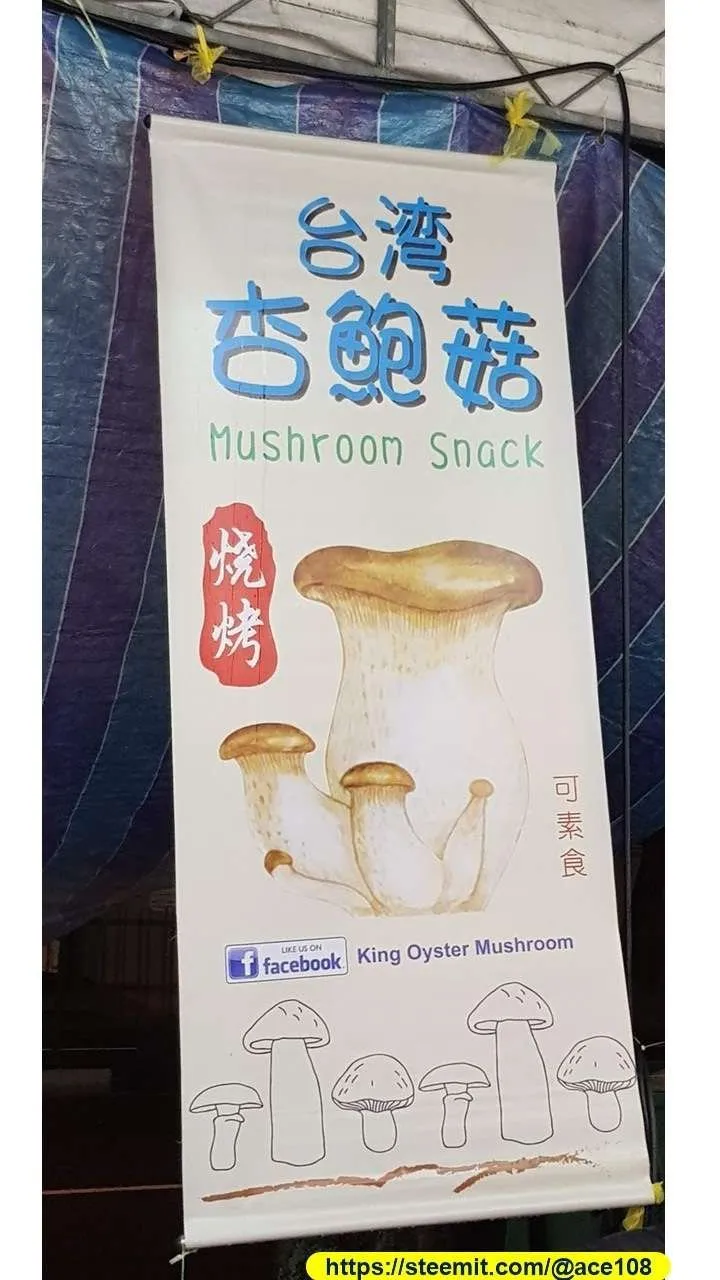 台湾
杏鲍菇
Mushroom Snack
烧
烤
可
素
食
LIKE US ON
f facebook
King Oyster Mushroom
https://steemit.com/@ace108